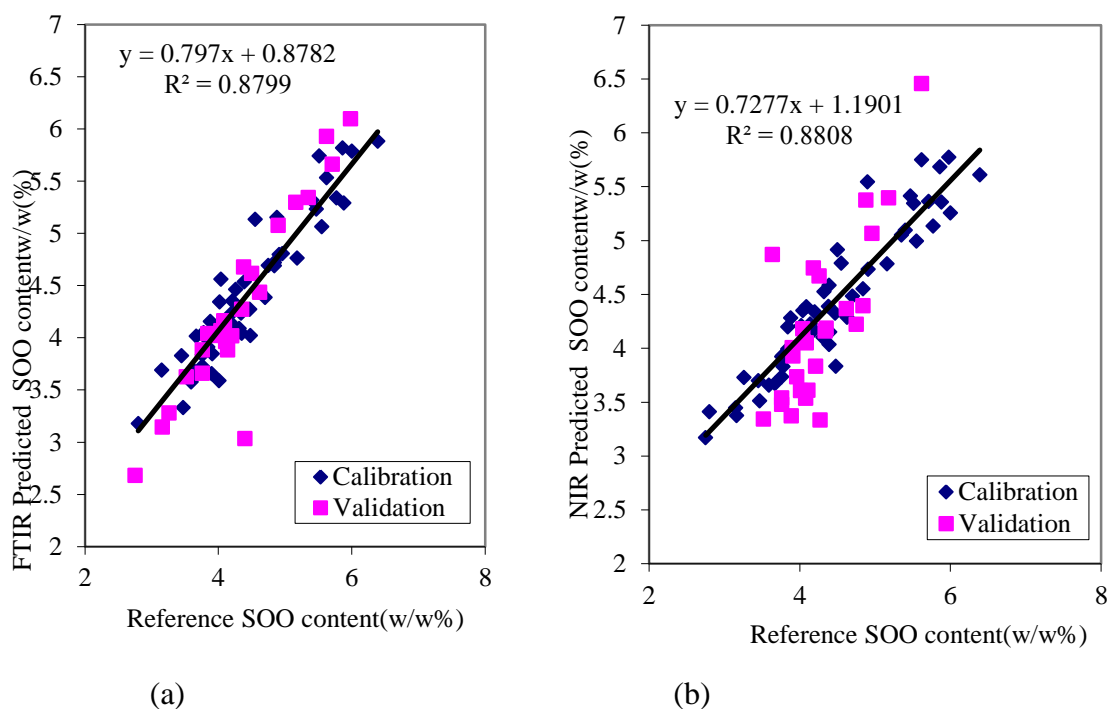 7
6.5
6
5.5
5
4.5
4
3.5
3
2.5
2
y = 0.797x + 0.8782
R² = 0.8799
FTIR Predicted SOO contentw/w(%)
Calibration
Validation
2
4
6
8
Reference SOO content(w/w%)
(a)
7
6.5
6
5.5
5
4.5
4
3.5
3
2.5
2
y = 0.7277x + 1.1901
R² = 0.8808
NIR Predicted SOO contentw/w(%)
Calibration
Validation
2
4
6
8
Reference SOO content(w/w%)
(b)